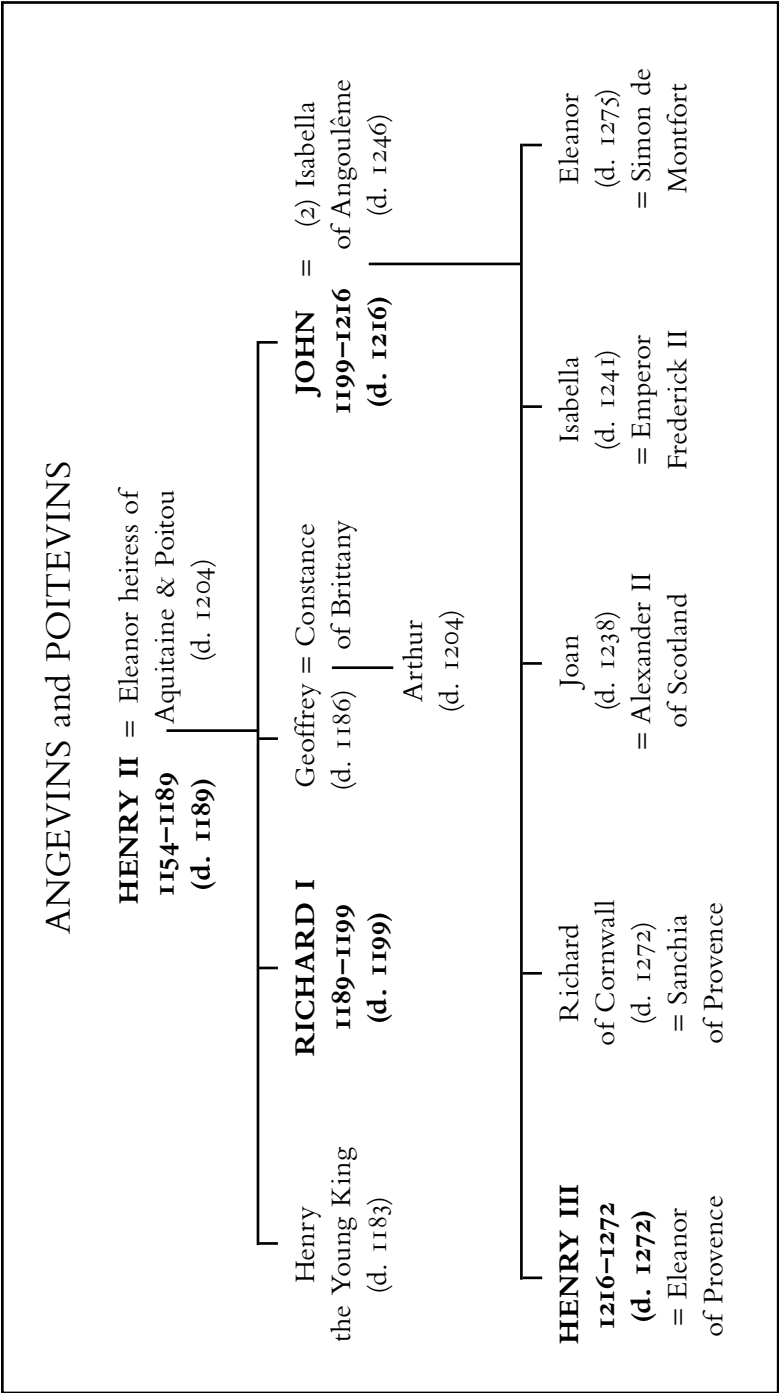 ANGEVINS and POITEVINS
HENRY II = Eleanor heiress of
1154–1189 Aquitaine & Poitou
(d. 1189) (d. 1204)
Henry
the Young King
(d. 1183)
RICHARD I
1189–1199
(d. 1199)
Geoffrey = Constance
(d. 1186) of Brittany
Arthur
(d. 1204)
JOHN = (2) Isabella
1199–1216 of Angoulême
(d. 1216) (d. 1246)
HENRY III
1216–1272
(d. 1272)
= Eleanor
of Provence
Richard
of Cornwall
(d. 1272)
= Sanchia
of Provence
Joan
(d. 1238)
= Alexander II
of Scotland
Isabella
(d. 1241)
= Emperor
Frederick II
Eleanor
(d. 1275)
= Simon de
Montfort